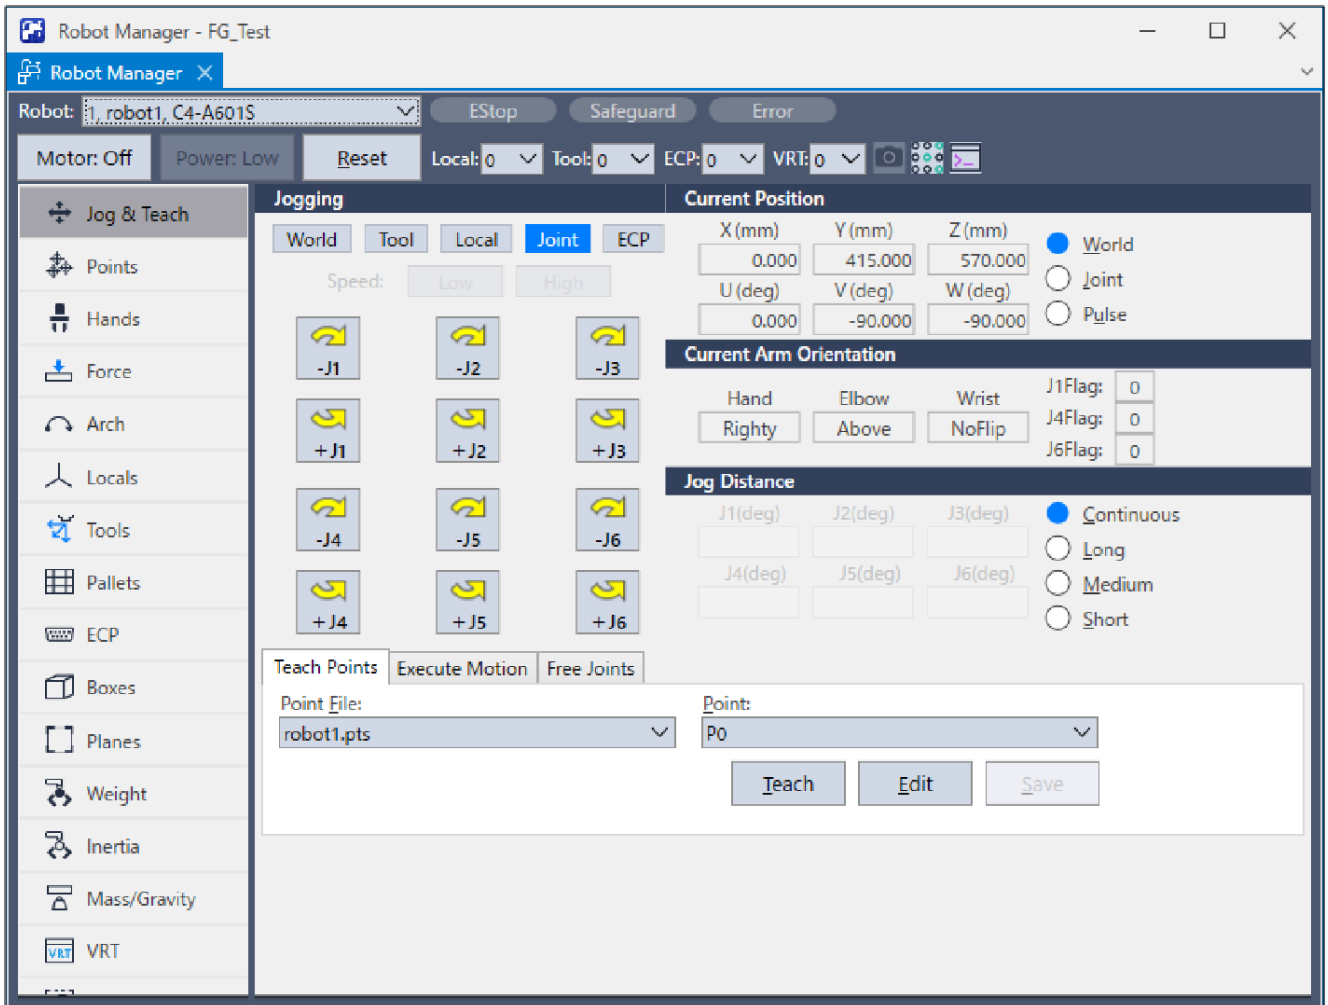 Robot Manager - FG_Test
Robot Manager
Robot: 1, robot1, C4-A601S EStop Safeguard Error
Motor: Off Power: Low Reset Local: 0 Tool: 0 ECP: 0 VRT: 0
Jog & Teach
Points
Hands
Force
Arch
Locals
Tools
Pallets
ECP
Boxes
Planes
Weight
Inertia
Mass/Gravity
VRT VRT
Jogging
World Tool Local Joint ECP
Speed: Low High
-J1 -J2 -J3
+J1 +J2 +J3
-J4 -J5 -J6
+J4 +J5 +J6
Current Position
X (mm) Y (mm) Z (mm)
0.000 415.000 570.000
U (deg) V (deg) W (deg)
0.000 -90.000 -90.000
World
Joint
Pulse
Current Arm Orientation
Hand Elbow Wrist
Righty Above NoFlip
J1Flag: 0
J4Flag: 0
J6Flag: 0
Jog Distance
J1(deg) J2(deg) J3(deg)
J4(deg) J5(deg) J6(deg)
Continuous
Long
Medium
Short
Teach Points Execute Motion Free Joints
Point File: Point:
robot1.pts P0
Teach Edit Save